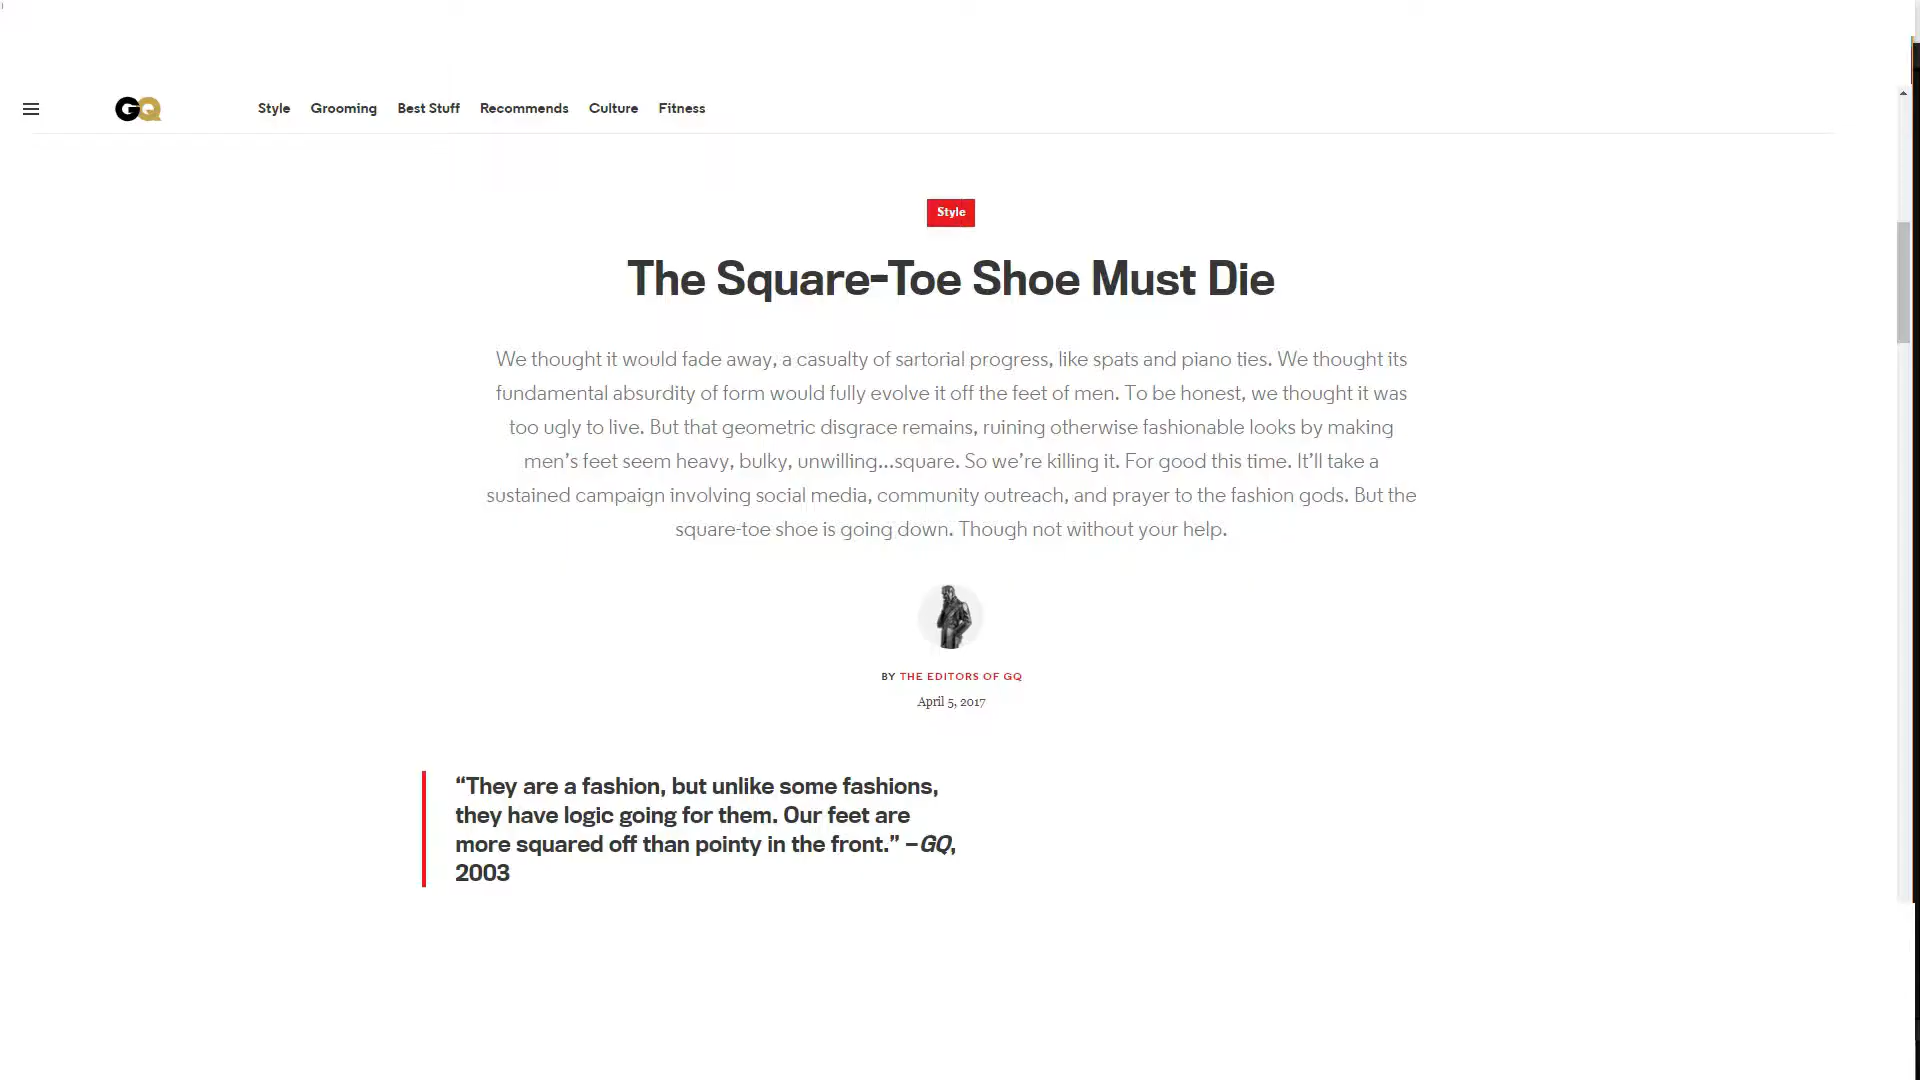 GQ
Style Grooming Best Stuff Recommends Culture Fitness
Style
The Square-Toe Shoe Must Die
We thought it would fade away, a casualty of sartorial progress, like spats and piano ties. We thought its
fundamental absurdity of form would fully evolve it off the feet of men. To be honest, we thought it was
too ugly to live. But that geometric disgrace remains, ruining otherwise fashionable looks by making
men’s feet seem heavy, bulky, unwilling...square. So we’re killing it. For good this time. It’ll take a
sustained campaign involving social media, community outreach, and prayer to the fashion gods. But the
square-toe shoe is going down. Though not without your help.
BY THE EDITORS OF GQ
April 5, 2017
“They are a fashion, but unlike some fashions,
they have logic going for them. Our feet are
more squared off than pointy in the front.” –GQ,
2003